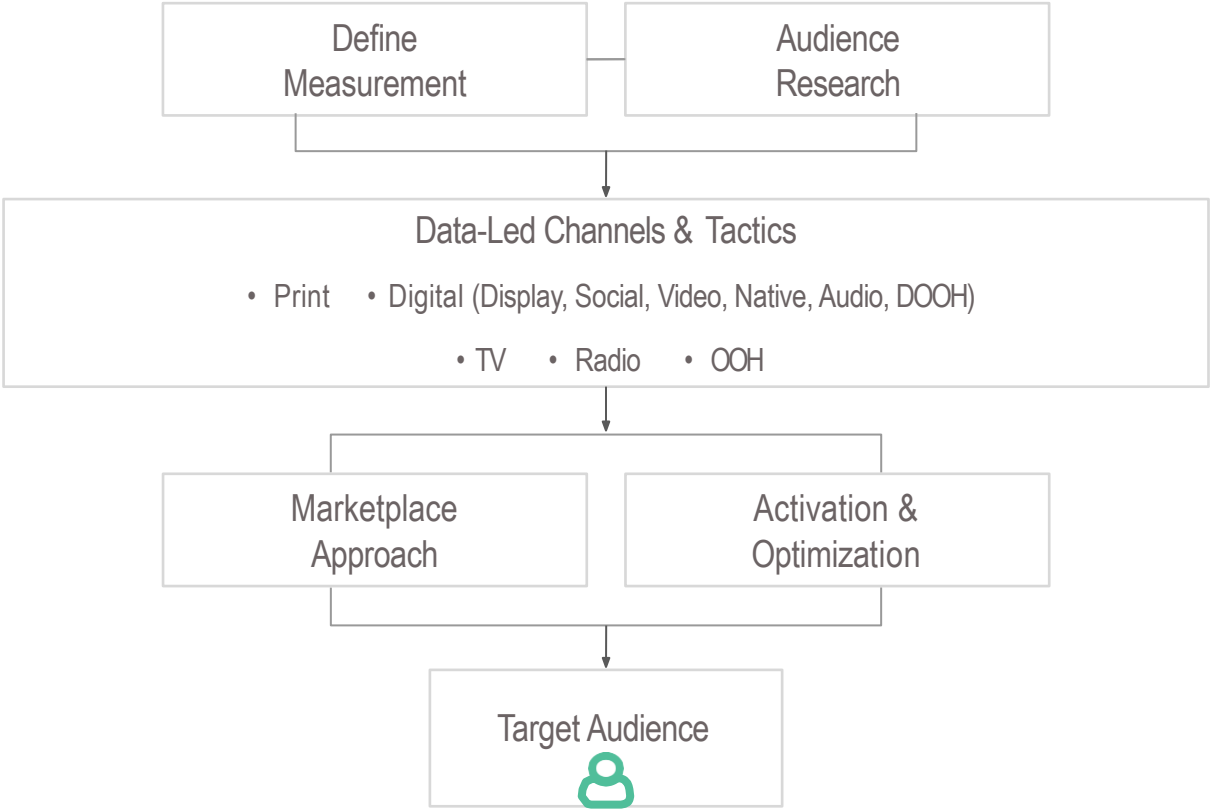 Define
Measurement
Audience
Research
Data-Led Channels & Tactics
• Print • Digital (Display, Social, Video, Native, Audio, DOOH)
• TV • Radio • OOH
Marketplace
Approach
Activation &
Optimization
Target Audience